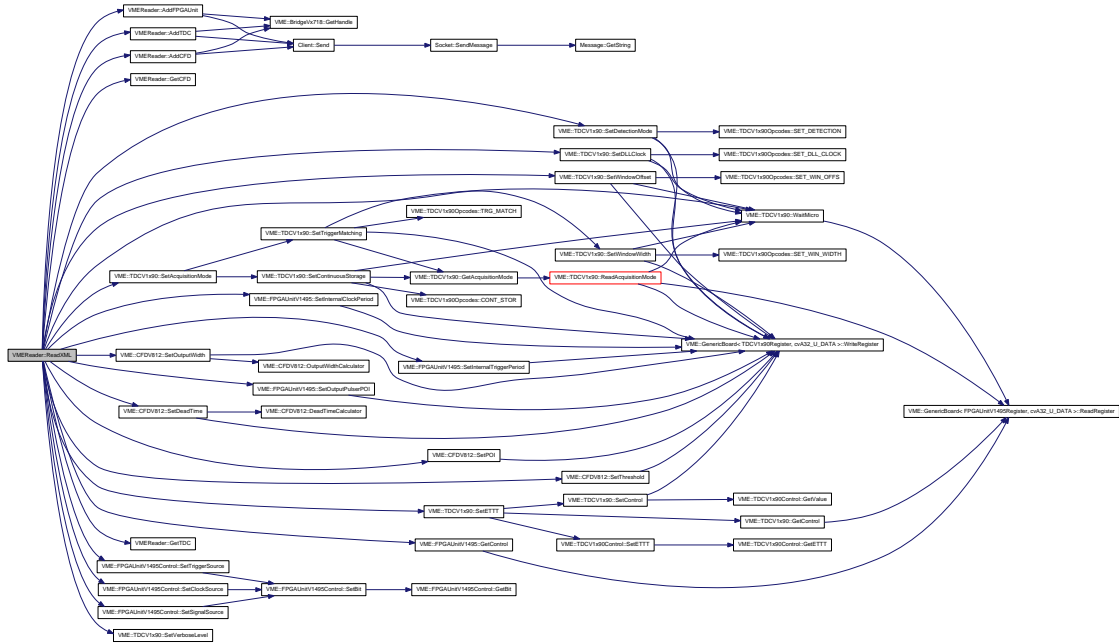 VMEReader::AddFPGAUnit
VME::BridgeVx718::GetHandle
VMEReader::AddTDC
Client::Send
Socket::SendMessage
Message::GetString
VMEReader::AddCFD
VMEReader::GetCFD
VME::TDCV1x90::SetDetectionMode
VME::TDCV1x90Opcodes::SET_DETECTION
VME::TDCV1x90::SetDLLClock
VME::TDCV1x90Opcodes::SET_DLL_CLOCK
VME::TDCV1x90::SetWindowOffset
VME::TDCV1x90Opcodes::SET_WIN_OFFS
VME::TDCV1x90Opcodes::TRG_MATCH
VME::TDCV1x90::WaitMicro
VME::TDCV1x90::SetTriggerMatching
VME::TDCV1x90::SetWindowWidth
VME::TDCV1x90Opcodes::SET_WIN_WIDTH
VME::TDCV1x90::SetAcquisitionMode
VME::TDCV1x90::SetContinuousStorage
VME::TDCV1x90::GetAcquisitionMode
VME::TDCV1x90::ReadAcquisitionMode
VME::FPGAUnitV1495::SetInternalClockPeriod
VME::TDCV1x90Opcodes::CONT_STOR
VME::GenericBoard< TDCV1x90Register, cvA32_U_DATA >::WriteRegister
VMEReader::ReadXML
VME::CFDV812::SetOutputWidth
VME::CFDV812::OutputWidthCalculator
VME::FPGAUnitV1495::SetInternalTriggerPeriod
VME::FPGAUnitV1495::SetOutputPulserPOI
VME::CFDV812::SetDeadTime
VME::CFDV812::DeadTimeCalculator
VME::GenericBoard< FPGAUnitV1495Register, cvA32_U_DATA >::ReadRegister
VME::CFDV812::SetPOI
VME::CFDV812::SetThreshold
VME::TDCV1x90::SetControl
VME::TDCV1x90Control::GetValue
VME::TDCV1x90::SetETTT
VME::TDCV1x90::GetControl
VMEReader::GetTDC
VME::FPGAUnitV1495::GetControl
VME::TDCV1x90Control::SetETTT
VME::TDCV1x90Control::GetETTT
VME::FPGAUnitV1495Control::SetTriggerSource
VME::FPGAUnitV1495Control::SetClockSource
VME::FPGAUnitV1495Control::SetBit
VME::FPGAUnitV1495Control::GetBit
VME::FPGAUnitV1495Control::SetSignalSource
VME::TDCV1x90::SetVerboseLevel